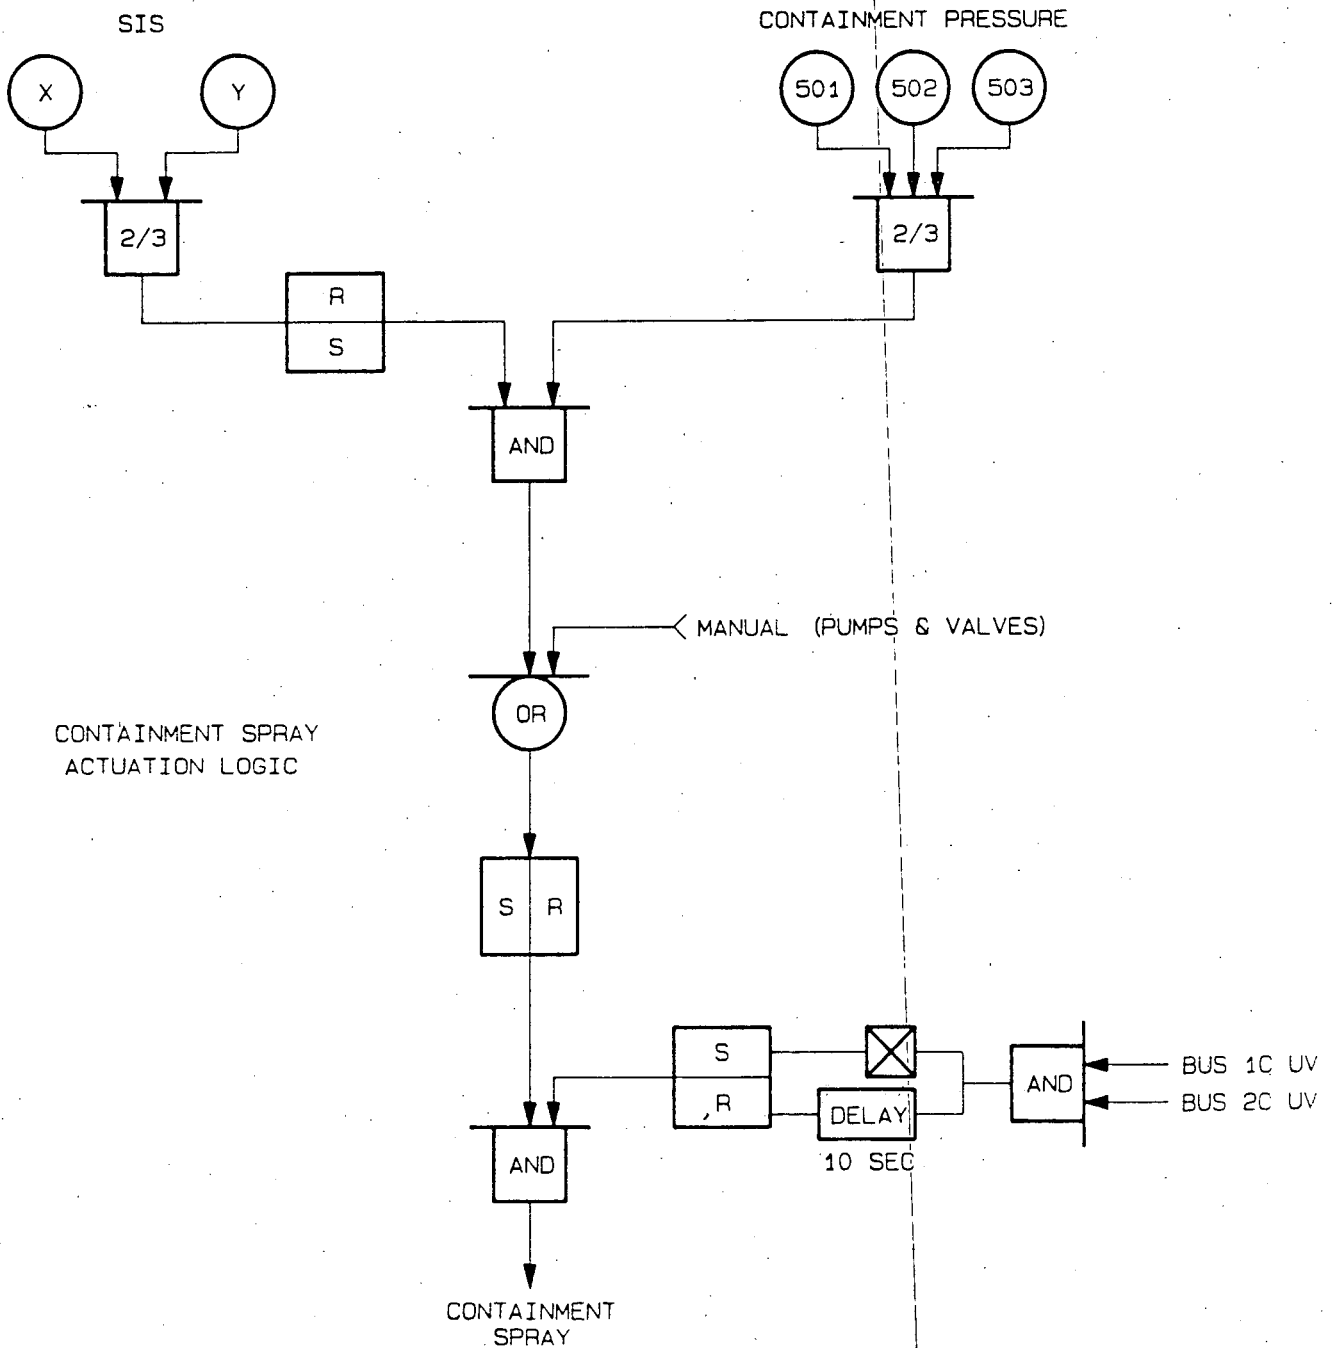 SIS
CONTAINMENT PRESSURE
X
Y
501
502
503
2/3
2/3
R
S
AND
MANUAL (PUMPS & VALVES)
OR
CONTAINMENT SPRAY
ACTUATION LOGIC
S
R
S
R
DELAY
10 SEC
AND
BUS 1C UV
BUS 2C UV
AND
CONTAINMENT
SPRAY